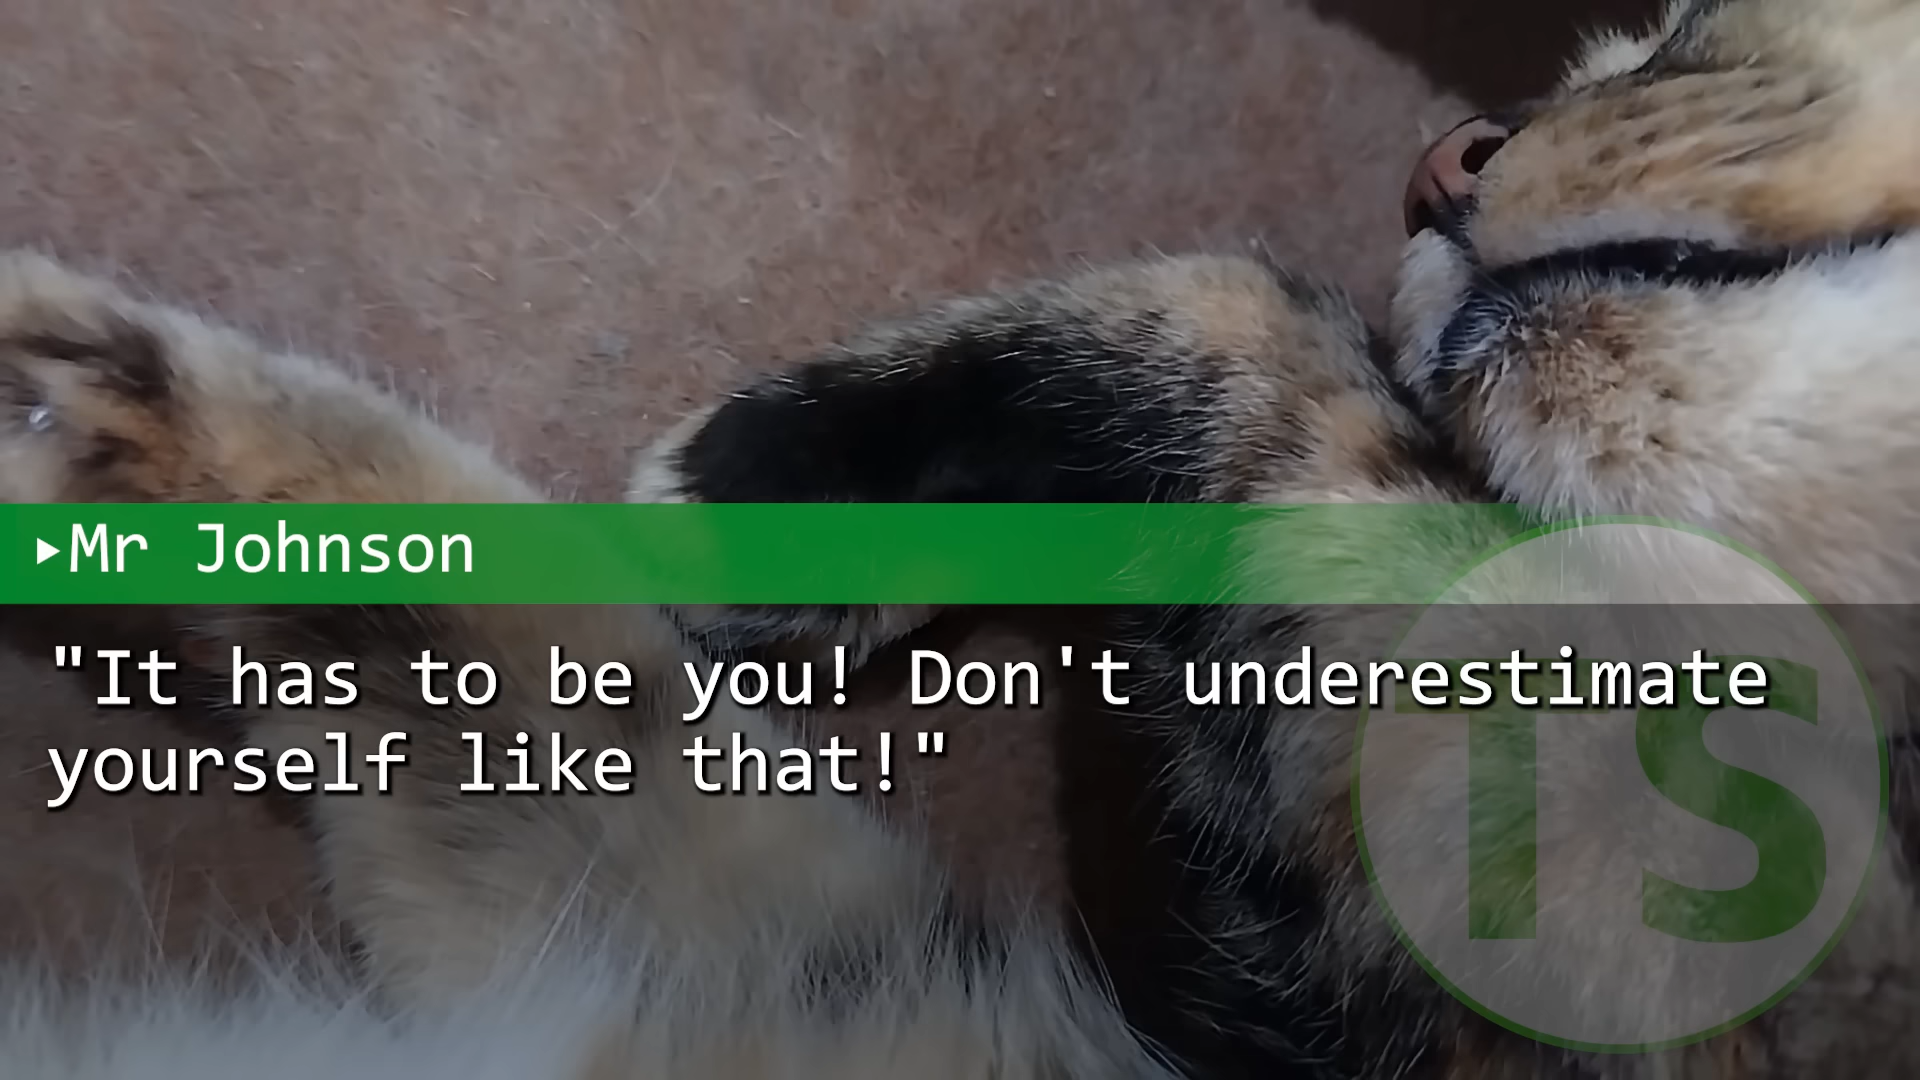 ▸Mr Johnson
"It has to be you! Don't underestimate
yourself like that!"
TS